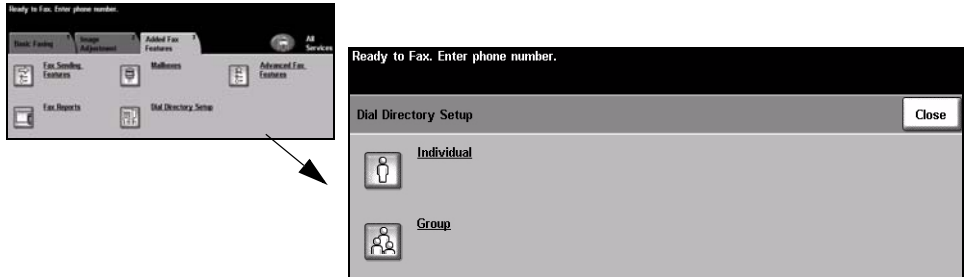 Ready to Fax. Enter phone number.
Basic Faxing
Image Adjustment
Added Fax Features
All Services
Fax Sending Features
Mailboxes
Advanced Fax Features
Fax Reports
Dial Directory Setup
Ready to Fax. Enter phone number.
Dial Directory Setup
Close
Individual
Group